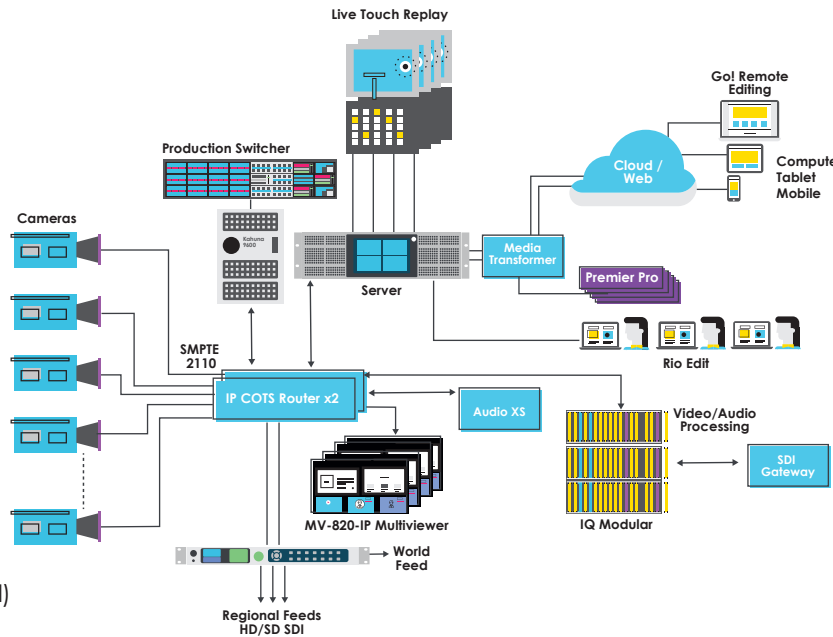 Live Touch Replay
Go! Remote
Editing
Production Switcher
Cloud /
Web
Compute
Tablet
Mobile
Cameras
Kahuna
9600
Media
Transformer
Premier Pro
Server
SMPTE
2110
Rio Edit
IP COTS Router x2
Audio XS
Video/Audio
Processing
SDI
Gateway
MV-820-IP Multiviewer
IQ Modular
World
Feed
Regional Feeds
HD/SD SDI
)